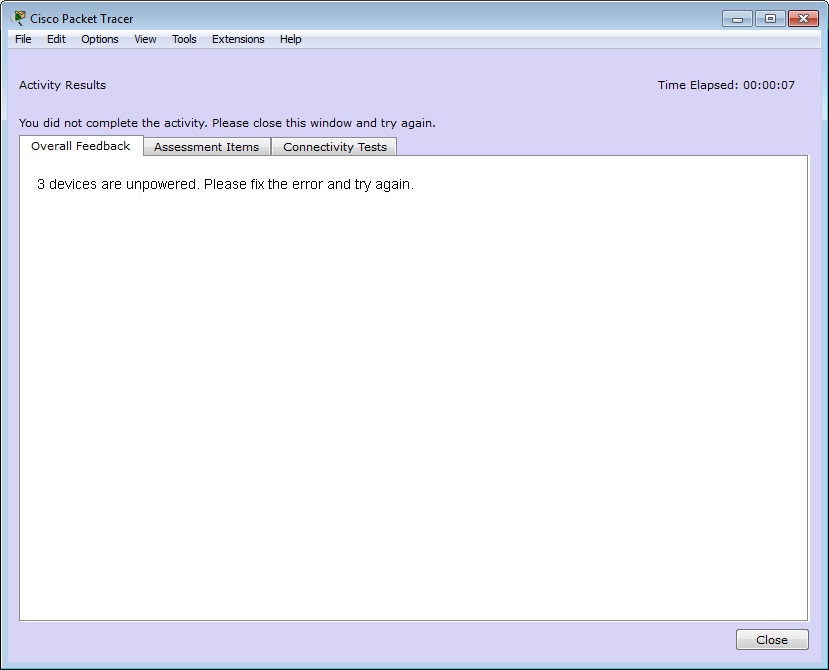 Cisco Packet Tracer
File Edit Options View Tools Extensions Help
Activity Results Time Elapsed: 00:00:07
You did not complete the activity. Please close this window and try again.
Overall Feedback Assessment Items Connectivity Tests
3 devices are unpowered. Please fix the error and try again.
Close